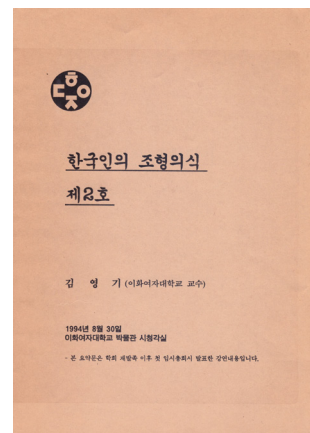 한국인의 조형의식
제2호
김 영 기 (이화여자대학교 교수)
1994년 8월 30일
이화여자대학교 박물관 시청각실
· 본 요약문은 학회 재발족 이후 첫 임시총회시 발표한 강연내용입니다.